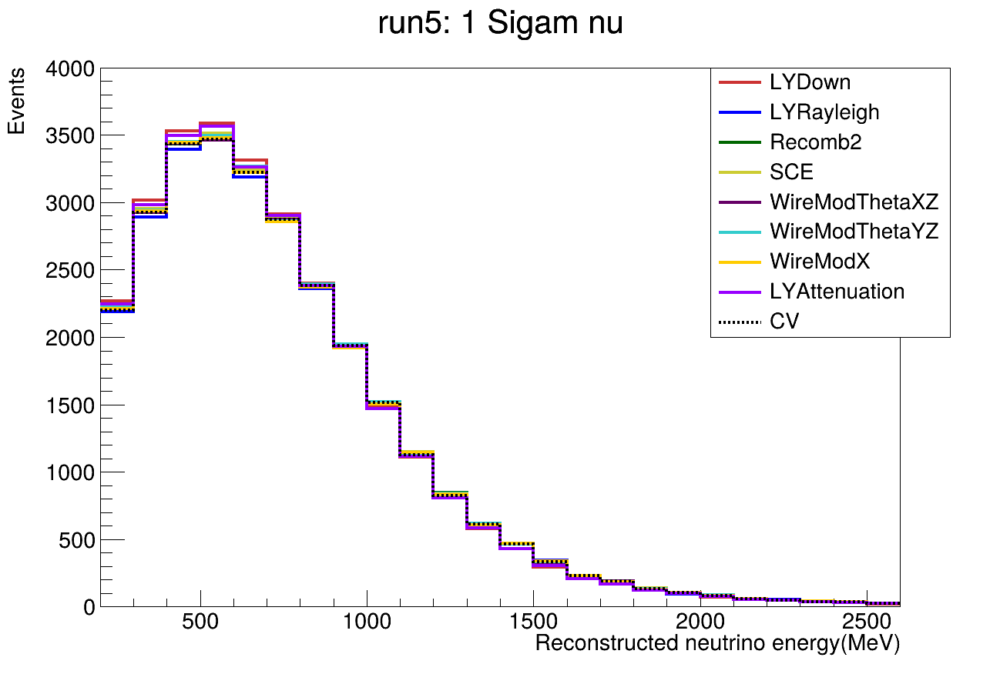 run5: 1 Sigam nu
Events
4000
3500
3000
2500
2000
1500
1000
500
0
LYDown
LYRayleigh
Recomb2
SCE
WireModThetaXZ
WireModThetaYZ
WireModX
LYAttenuation
CV
500 1000 1500 2000 2500
Reconstructed neutrino energy(MeV)